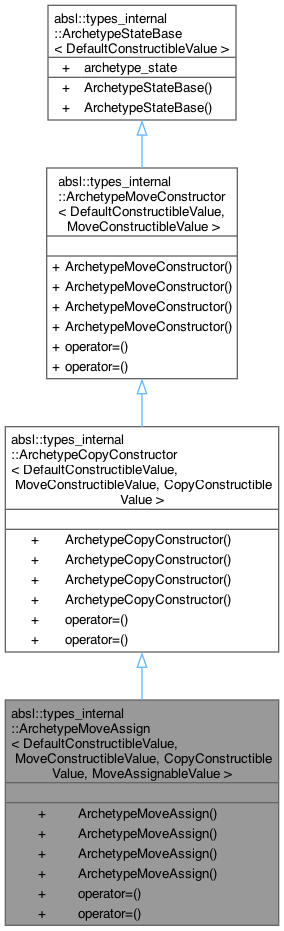 absl::types_internal
::ArchetypeStateBase
< DefaultConstructibleValue >
+ archetype_state
+ ArchetypeStateBase()
+ ArchetypeStateBase()
absl::types_internal
::ArchetypeMoveConstructor
< DefaultConstructibleValue,
MoveConstructibleValue >
+ ArchetypeMoveConstructor()
+ ArchetypeMoveConstructor()
+ ArchetypeMoveConstructor()
+ ArchetypeMoveConstructor()
+ operator=()
+ operator=()
absl::types_internal
::ArchetypeCopyConstructor
< DefaultConstructibleValue,
MoveConstructibleValue, CopyConstructible
Value >
+ ArchetypeCopyConstructor()
+ ArchetypeCopyConstructor()
+ ArchetypeCopyConstructor()
+ ArchetypeCopyConstructor()
+ operator=()
+ operator=()
absl::types_internal
::ArchetypeMoveAssign
< DefaultConstructibleValue,
MoveConstructibleValue, CopyConstructible
Value, MoveAssignableValue >
+ ArchetypeMoveAssign()
+ ArchetypeMoveAssign()
+ ArchetypeMoveAssign()
+ ArchetypeMoveAssign()
+ operator=()
+ operator=()